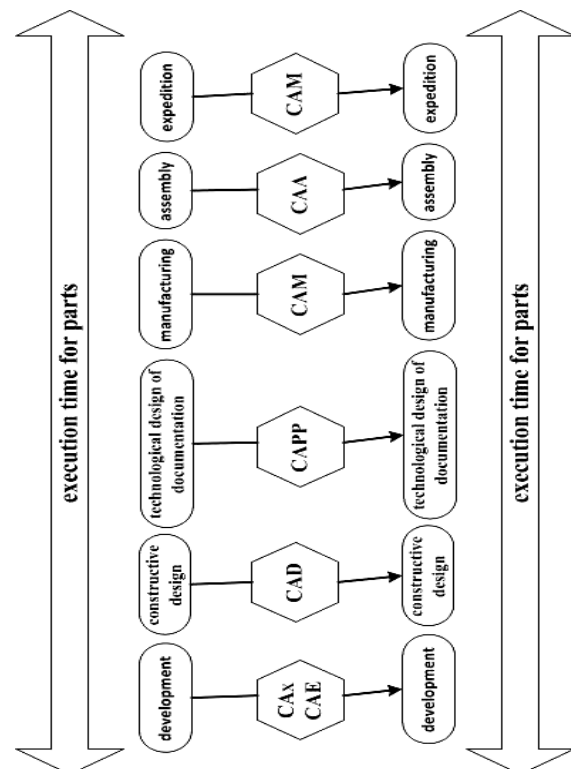 execution time for parts
development
constructive
design
technological design of
documentation
manufacturing
assembly
expedition
CAx
CAE
CAD
CAPP
CAM
CAA
CAM
development
constructive
design
technological design of
documentation
manufacturing
assembly
expedition
execution time for parts